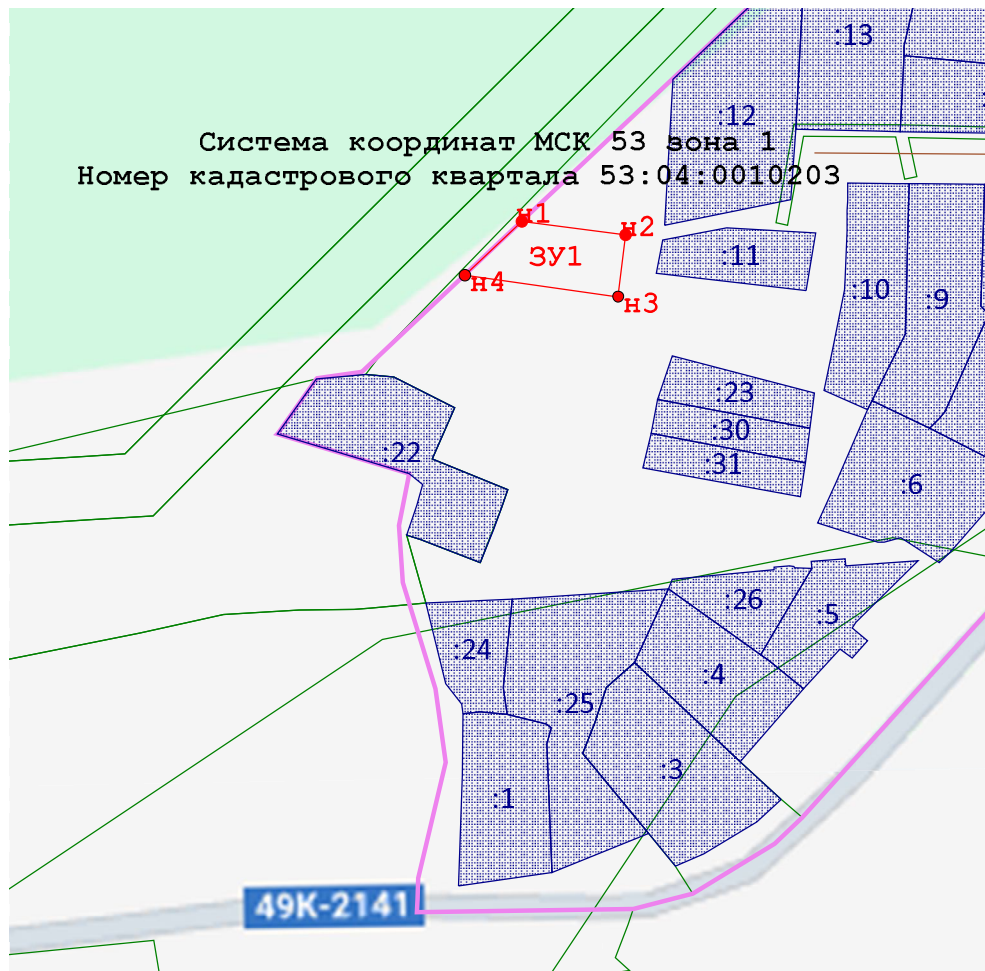 :13
:12
Система координат МСК 53 зона 1
Номер кадастрового квартала 53:04:0010203
н1
н2
ЗУ1
:11
н4
:10
:9
н3
:23
:30
:22
:31
:6
:26
:5
:24
:4
:25
:3
:1
49К-2141